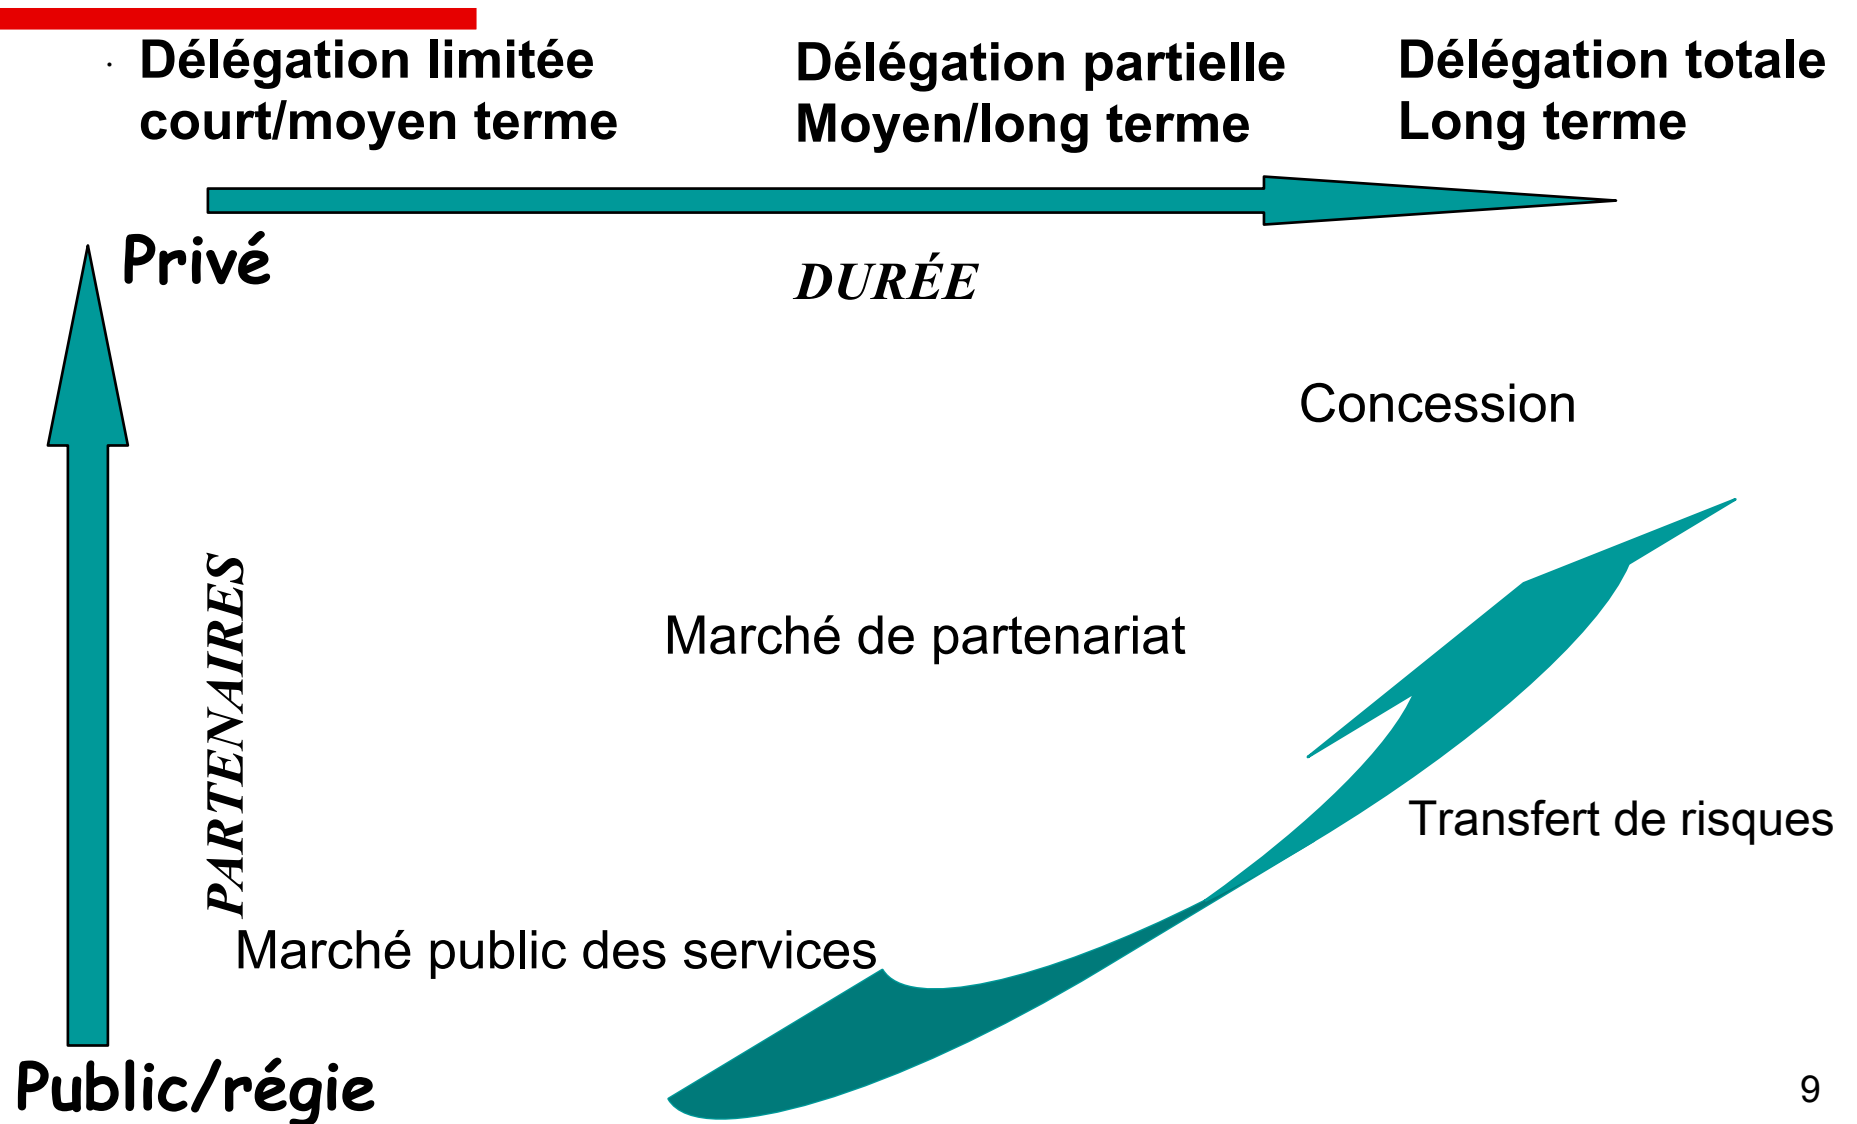 Délégation limitée
court/moyen terme
Délégation partielle
Moyen/long terme
Délégation totale
Long terme
Privé
DURÉE
Concession
PARTENAIRES
Marché de partenariat
Transfert de risques
Marché public des services
Public/régie
9